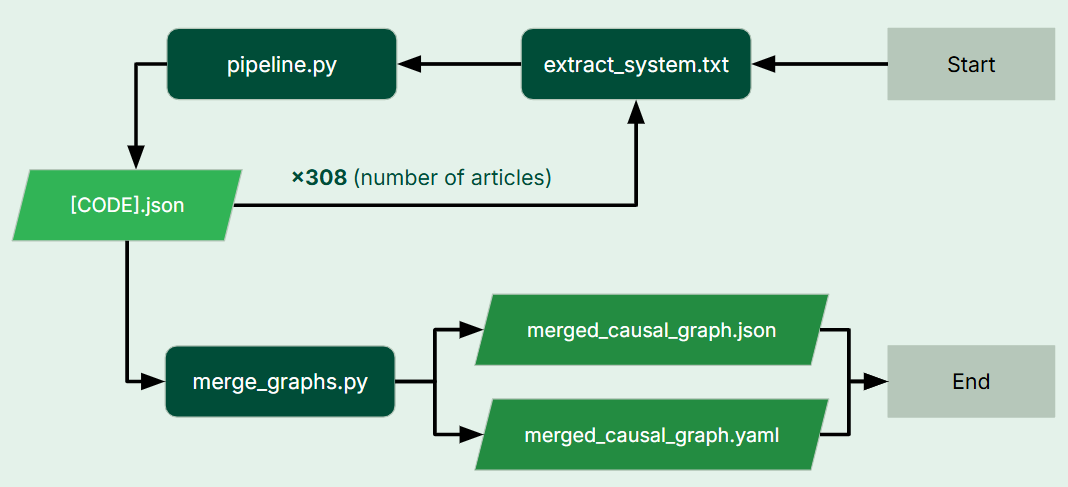 pipeline.py
extract_system.txt
Start
×308 (number of articles)
[CODE].json
merged_causal_graph.json
merge_graphs.py
End
merged_causal_graph.yaml